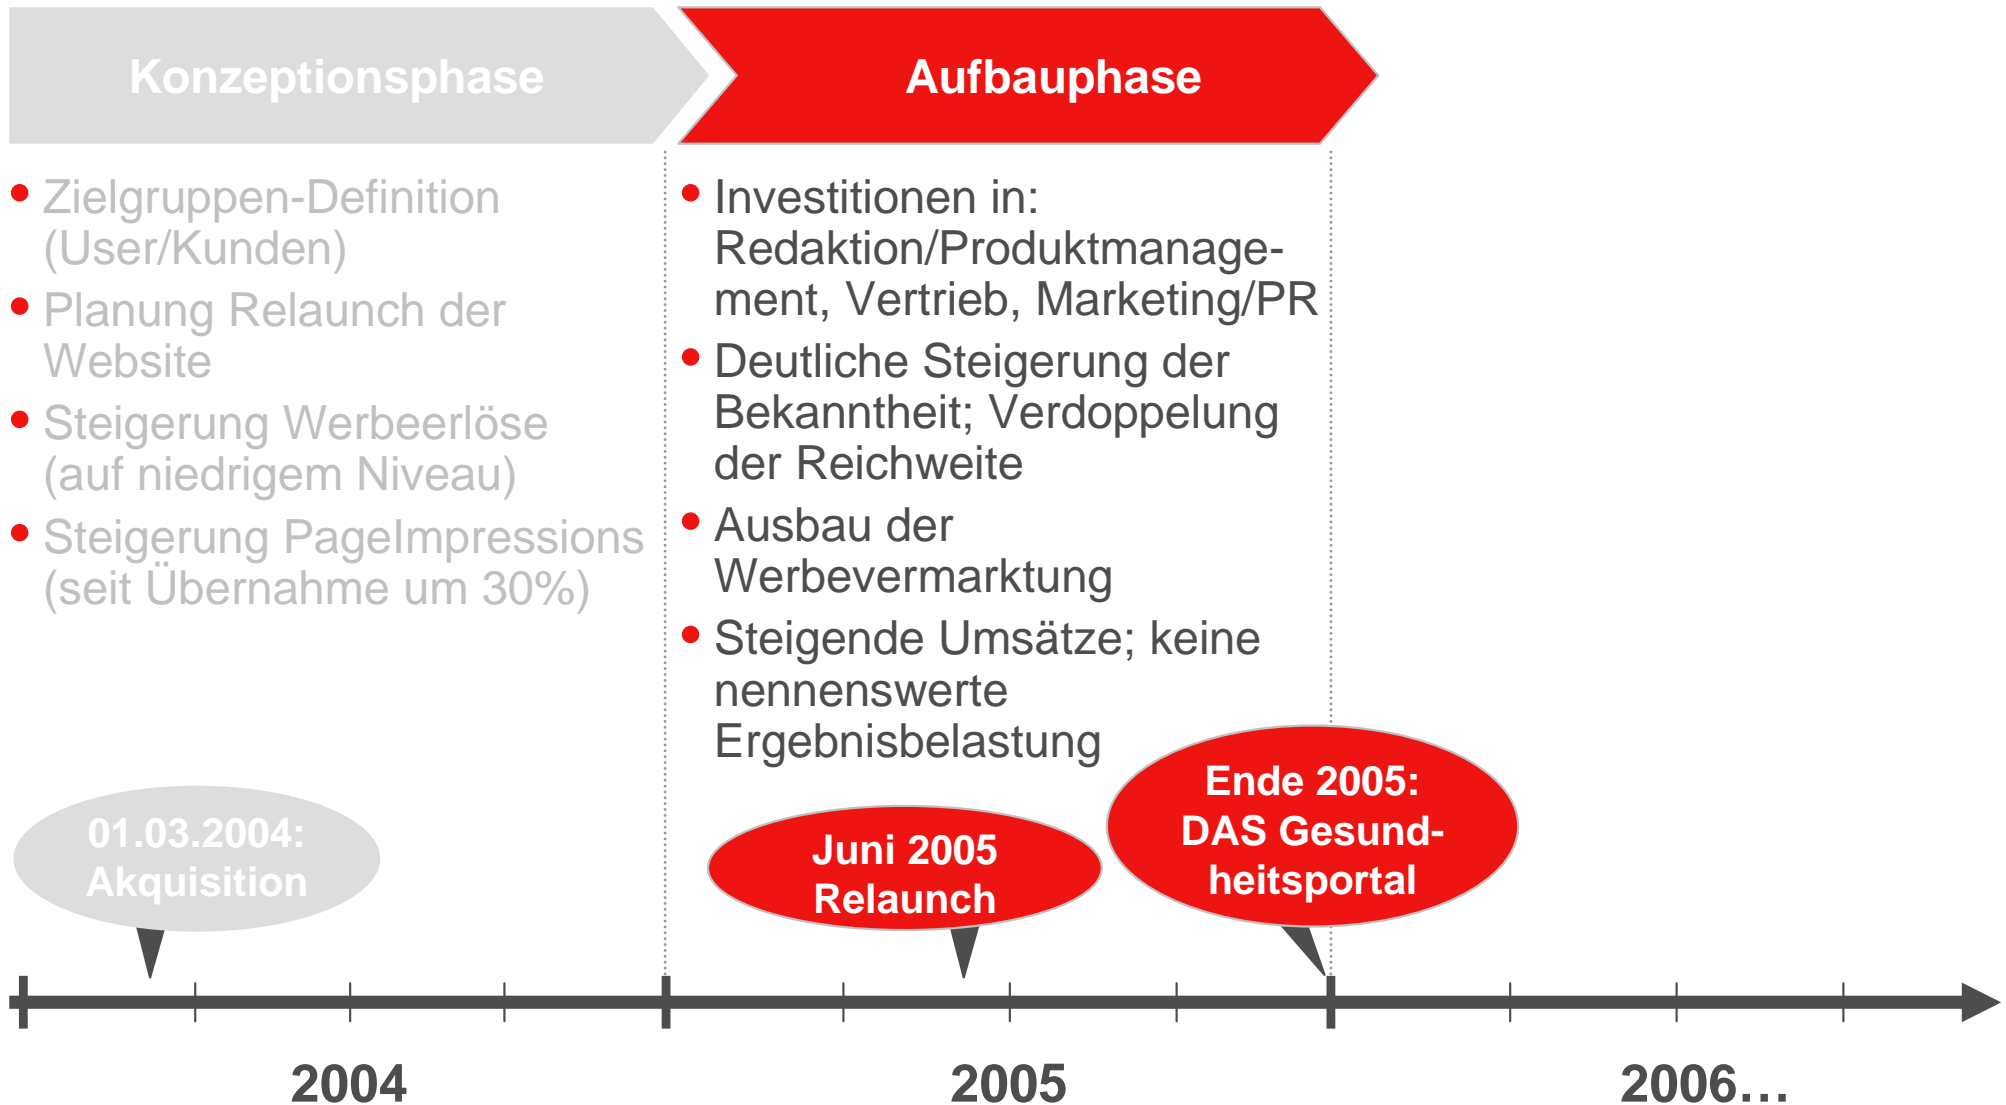 Konzeptionsphase
Aufbauphase
• Zielgruppen-Definition
(User/Kunden)
• Planung Relaunch der
Website
• Steigerung Werbeerlöse
(auf niedrigem Niveau)
• Steigerung PageImpressions
(seit Übernahme um 30%)
• Investitionen in:
Redaktion/Produktmanage-
ment, Vertrieb, Marketing/PR
• Deutliche Steigerung der
Bekanntheit; Verdoppelung
der Reichweite
• Ausbau der
Werbevermarktung
• Steigende Umsätze; keine
nennenswerte
Ergebnisbelastung
01.03.2004:
Akquisition
Juni 2005
Relaunch
Ende 2005:
DAS Gesund-
heitsportal
2004
2005
2006…